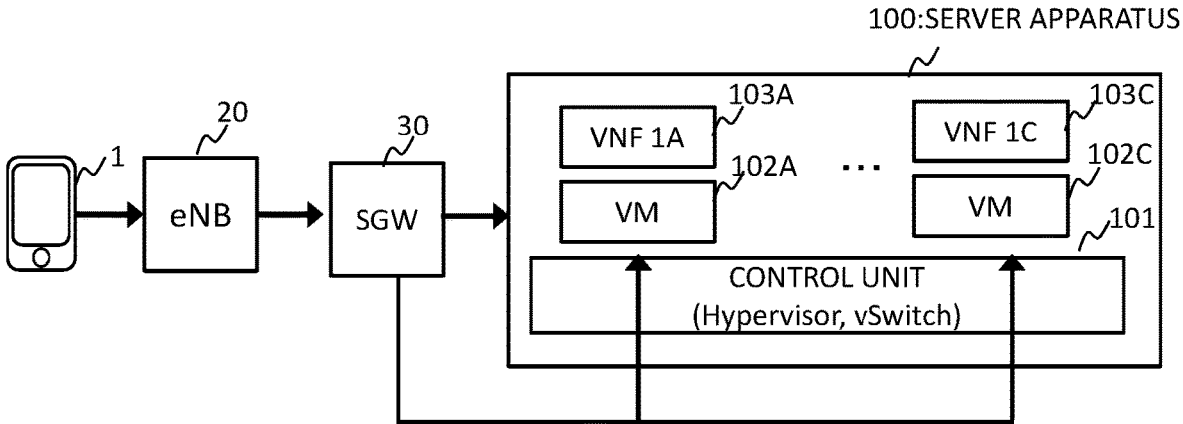 100:SERVER APPARATUS
103A
103C
20
VNF 1A
VNF 1C
30
1
102A
102C
...
eNB
SGW
VM
VM
101
CONTROL UNIT
(Hypervisor, vSwitch)